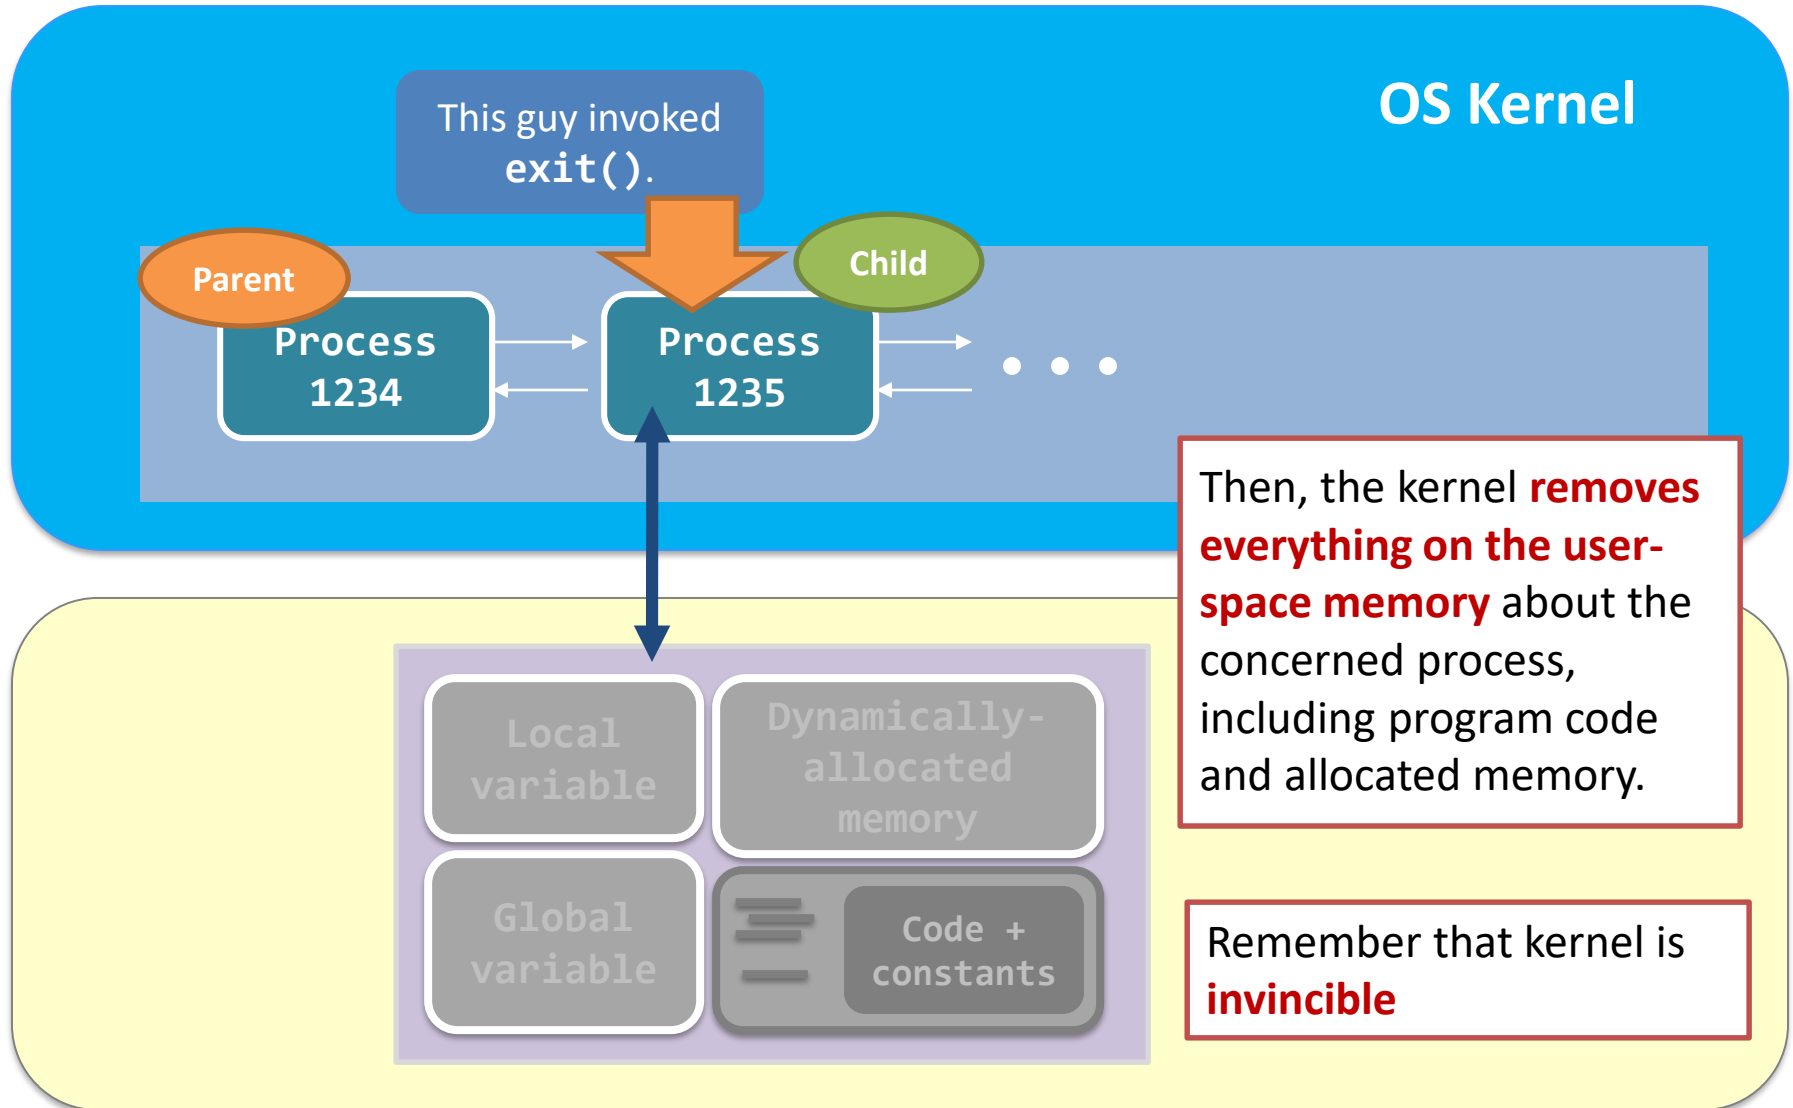 OS Kernel
This guy invoked
exit().
Parent
Child
Process
1234
Process
1235
Then, the kernel removes
everything on the user-
space memory about the
concerned process,
including program code
and allocated memory.
Local
variable
Dynamically-
allocated
memory
Global
variable
Code +
constants
Remember that kernel is
invincible